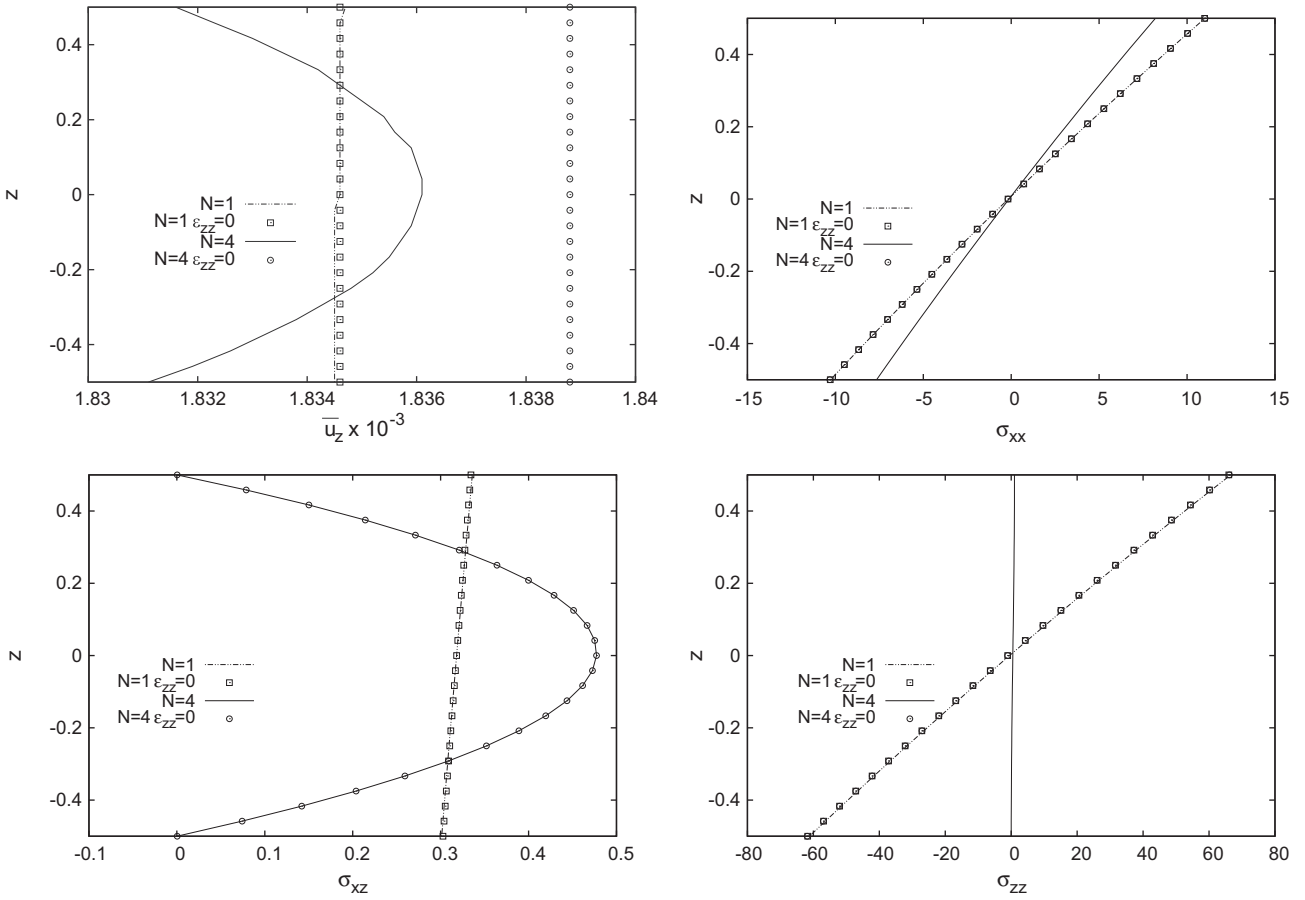 0.4
0.2
0
-0.2
-0.4
z
N=1
N=1 εzz=0
N=4
N=4 εzz=0
1.83 1.832 1.834 1.836 1.838 1.84
u̅z x 10-3
0.4
0.2
0
-0.2
-0.4
z
N=1
N=1 εzz=0
N=4
N=4 εzz=0
-15 -10 -5 0 5 10 15
σxx
0.4
0.2
0
-0.2
-0.4
z
N=1
N=1 εzz=0
N=4
N=4 εzz=0
-0.1 0 0.1 0.2 0.3 0.4 0.5
σxz
0.4
0.2
0
-0.2
-0.4
z
N=1
N=1 εzz=0
N=4
N=4 εzz=0
-80 -60 -40 -20 0 20 40 60 80
σzz